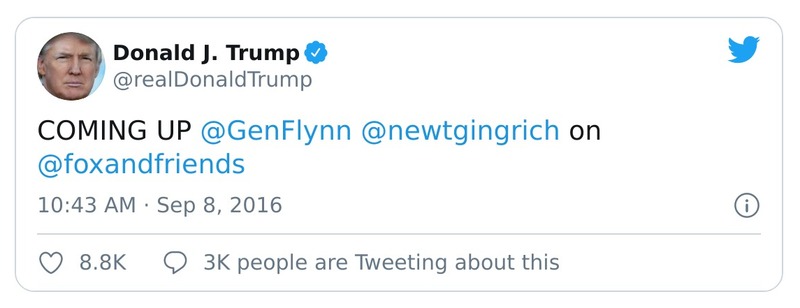 Donald J. Trump
@realDonaldTrump
COMING UP @GenFlynn @newtgingrich on
@foxandfriends
10:43 AM · Sep 8, 2016
8.8K 3K people are Tweeting about this